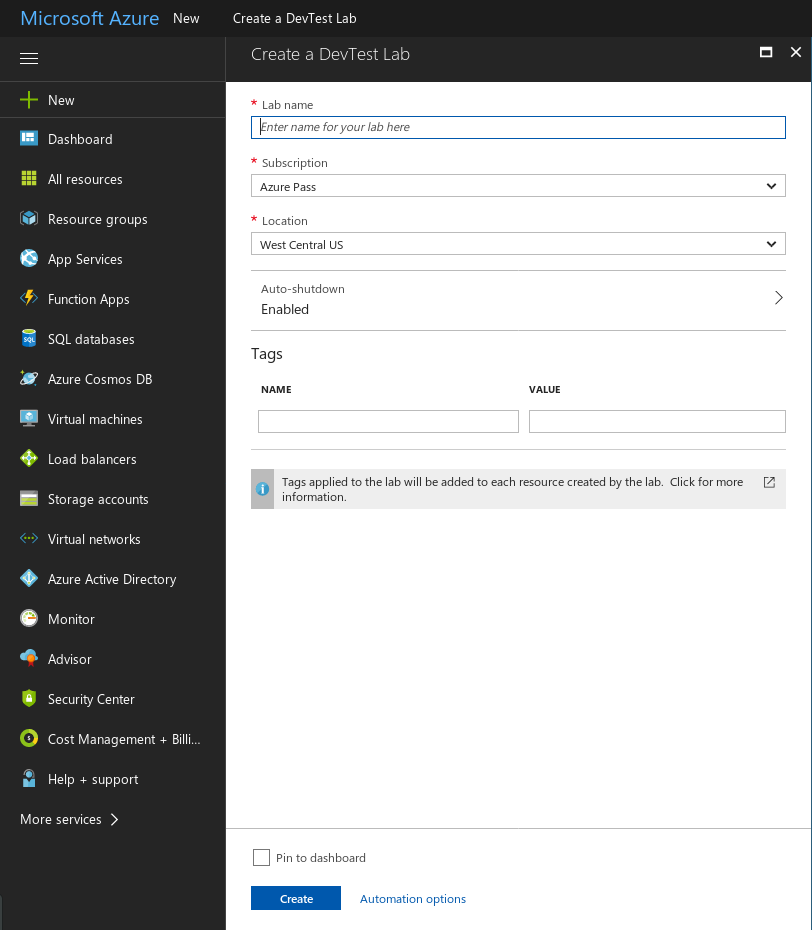 Microsoft Azure New Create a DevTest Lab
Create a DevTest Lab
New
Dashboard
All resources
Resource groups
App Services
Function Apps
SQL databases
Azure Cosmos DB
Virtual machines
Load balancers
Storage accounts
Virtual networks
Azure Active Directory
Monitor
Advisor
Security Center
Cost Management + Billi...
Help + support
More services
* Lab name
Enter name for your lab here
* Subscription
Azure Pass
* Location
West Central US
Auto-shutdown
Enabled
Tags
NAME VALUE
Tags applied to the lab will be added to each resource created by the lab. Click for more
information.
Pin to dashboard
Create Automation options